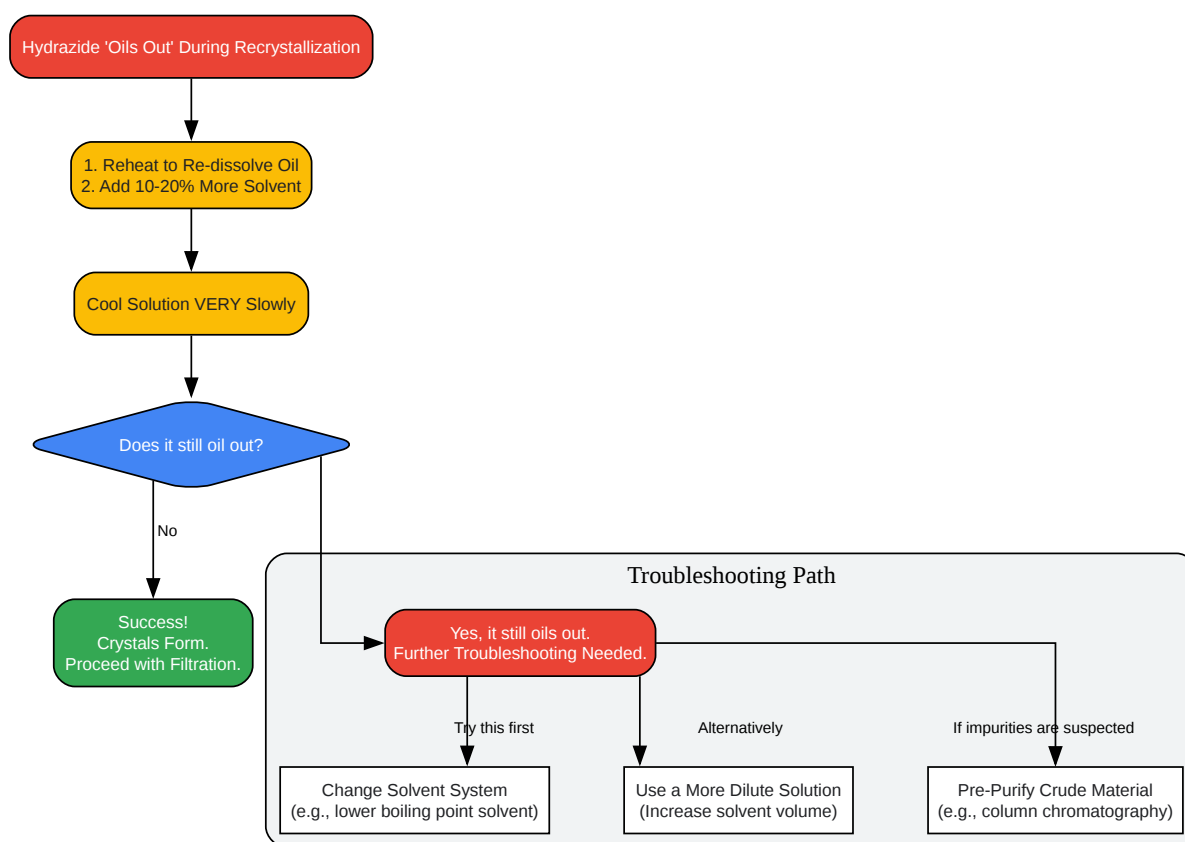 Hydrazide 'Oils Out' During Recrystallization
1. Reheat to Re-dissolve Oil
2. Add 10-20% More Solvent
Cool Solution VERY Slowly
Does it still oil out?
No
Success!
Crystals Form.
Proceed with Filtration.
Troubleshooting Path
Yes, it still oils out.
Further Troubleshooting Needed.
Try this first
Alternatively
If impurities are suspected
Change Solvent System
(e.g., lower boiling point solvent)
Use a More Dilute Solution
(Increase solvent volume)
Pre-Purify Crude Material
(e.g., column chromatography)